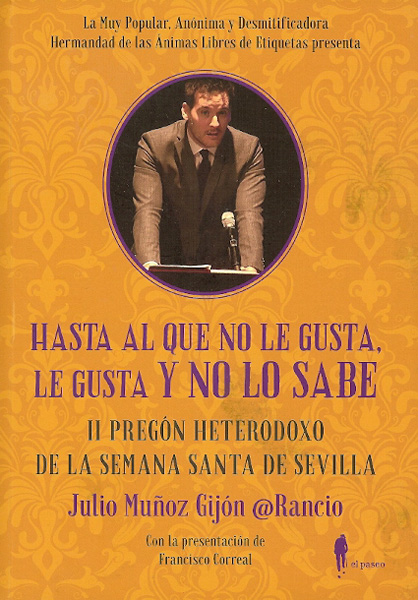 La Muy Popular, Anónima y Desmitificadora
Hermandad de las Ánimas Libres de Etiquetas presenta
HASTA AL QUE NO LE GUSTA,
LE GUSTA Y NO LO SABE
II PREGÓN HETERODOXO
DE LA SEMANA SANTA DE SEVILLA
Julio Muñoz Gijón @Rancio
Con la presentación de
Francisco Correal
el paseo